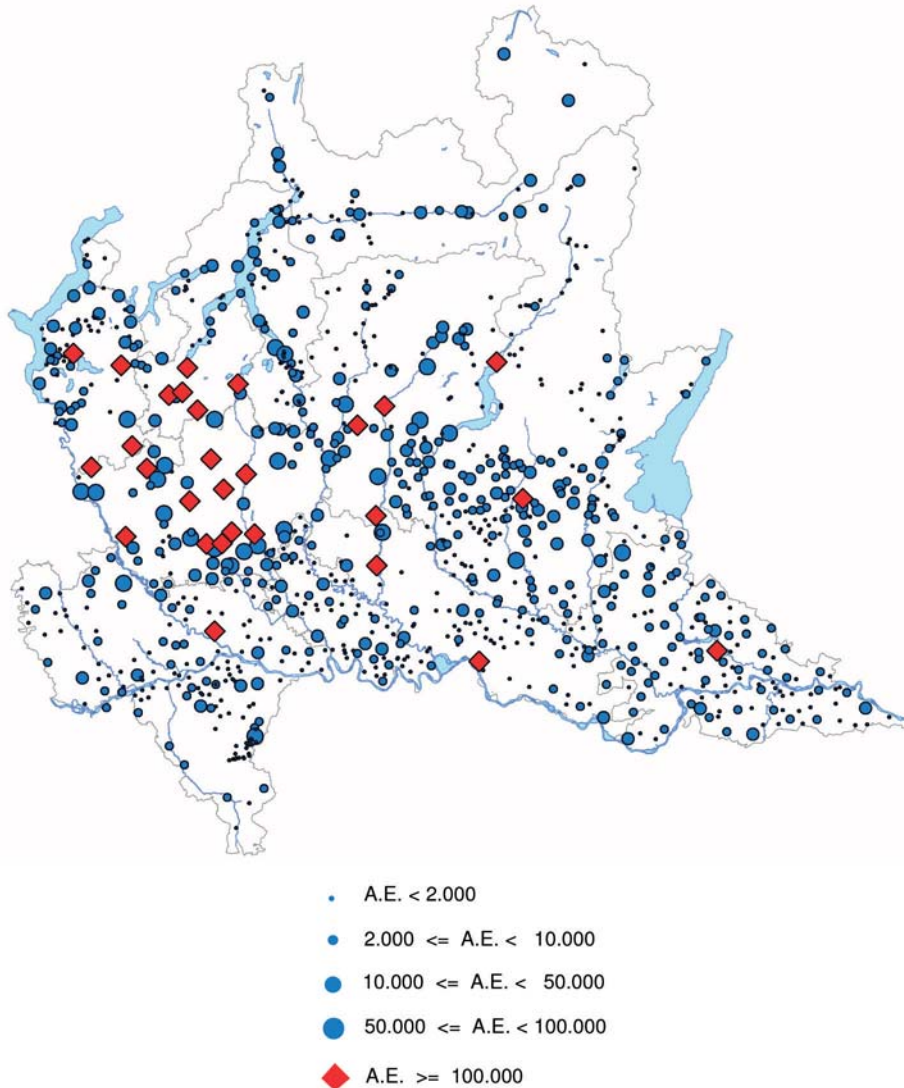 A.E. < 2.000
2.000 <= A.E. < 10.000
10.000 <= A.E. < 50.000
50.000 <= A.E. < 100.000
A.E. >= 100.000